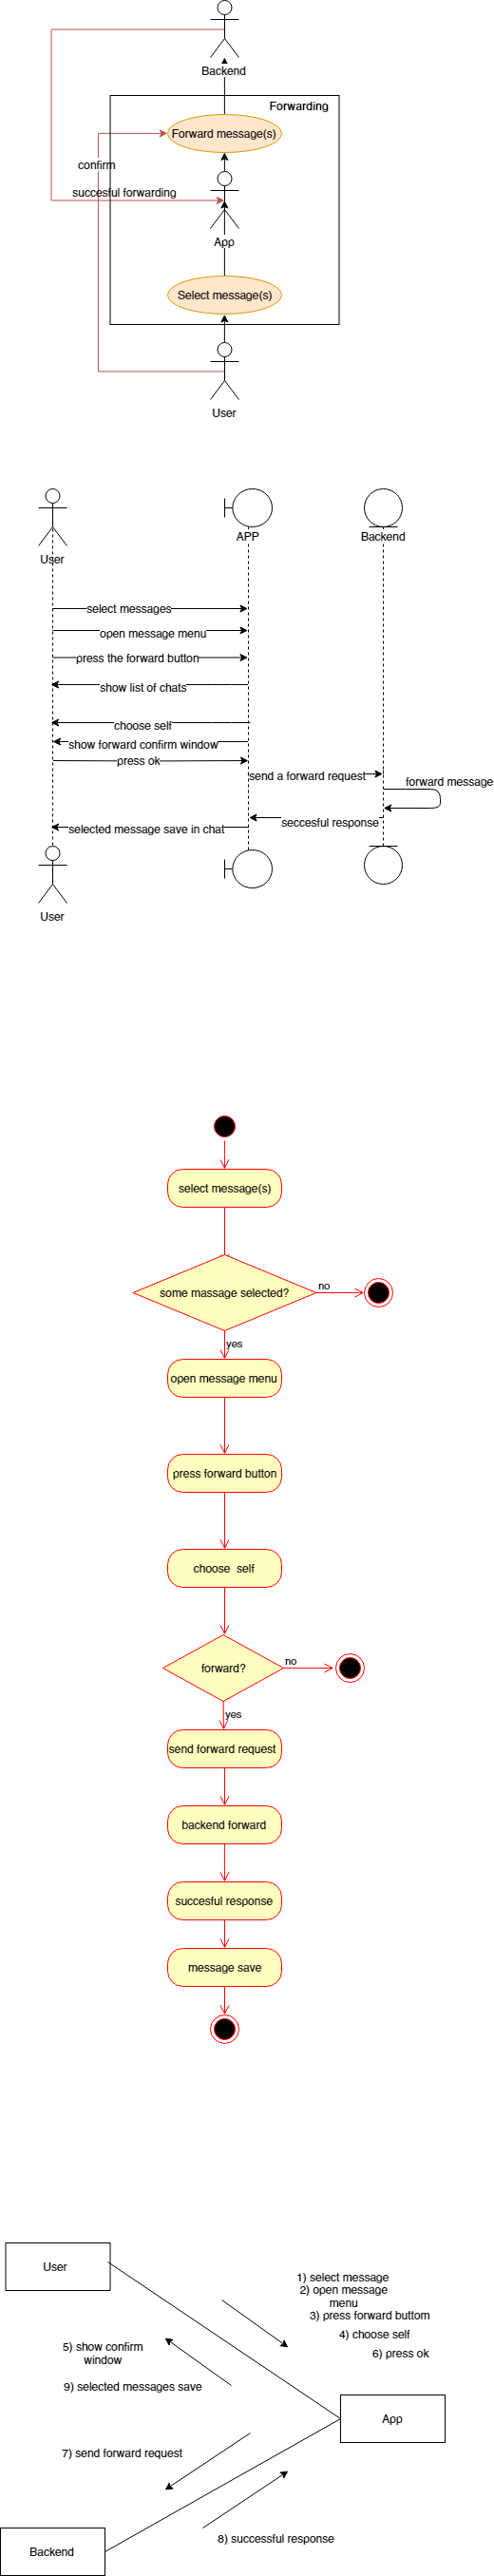 Backend
Forwarding
Forward message(s)
confirm
succesful forwarding
App
Select message(s)
User
User
APP
Backend
select messages
open message menu
press the forward button
show list of chats
choose self
show forward confirm window
press ok
send a forward request
forward message
seccesful response
selected message save in chat
User
select message(s)
some massage selected?
no
yes
open message menu
press forward button
choose self
forward?
no
yes
send forward request
backend forward
succesful response
message save
User
1) select message
2) open message
menu
3) press forward buttom
4) choose self
5) show confirm
window
6) press ok
9) selected messages save
App
7) send forward request
8) successful response
Backend